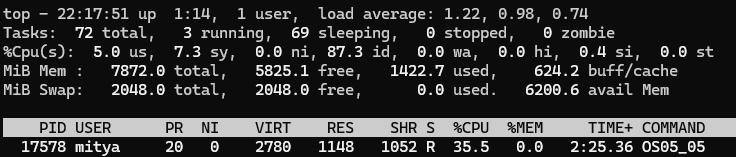 top - 22:17:51 up  1:14,  1 user,  load average: 1.22, 0.98, 0.74
Tasks:  72 total,   3 running,  69 sleeping,   0 stopped,   0 zombie
%Cpu(s):  5.0 us,  7.3 sy,  0.0 ni, 87.3 id,  0.0 wa,  0.0 hi,  0.4 si,  0.0 st
MiB Mem :   7872.0 total,   5825.1 free,   1422.7 used,    624.2 buff/cache
MiB Swap:   2048.0 total,   2048.0 free,      0.0 used.   6200.6 avail Mem
PID USER      PR  NI    VIRT    RES    SHR S  %CPU  %MEM     TIME+ COMMAND
17578 mitya     20   0    2780   1148   1052 R  35.5   0.0   2:25.36 OS05_05